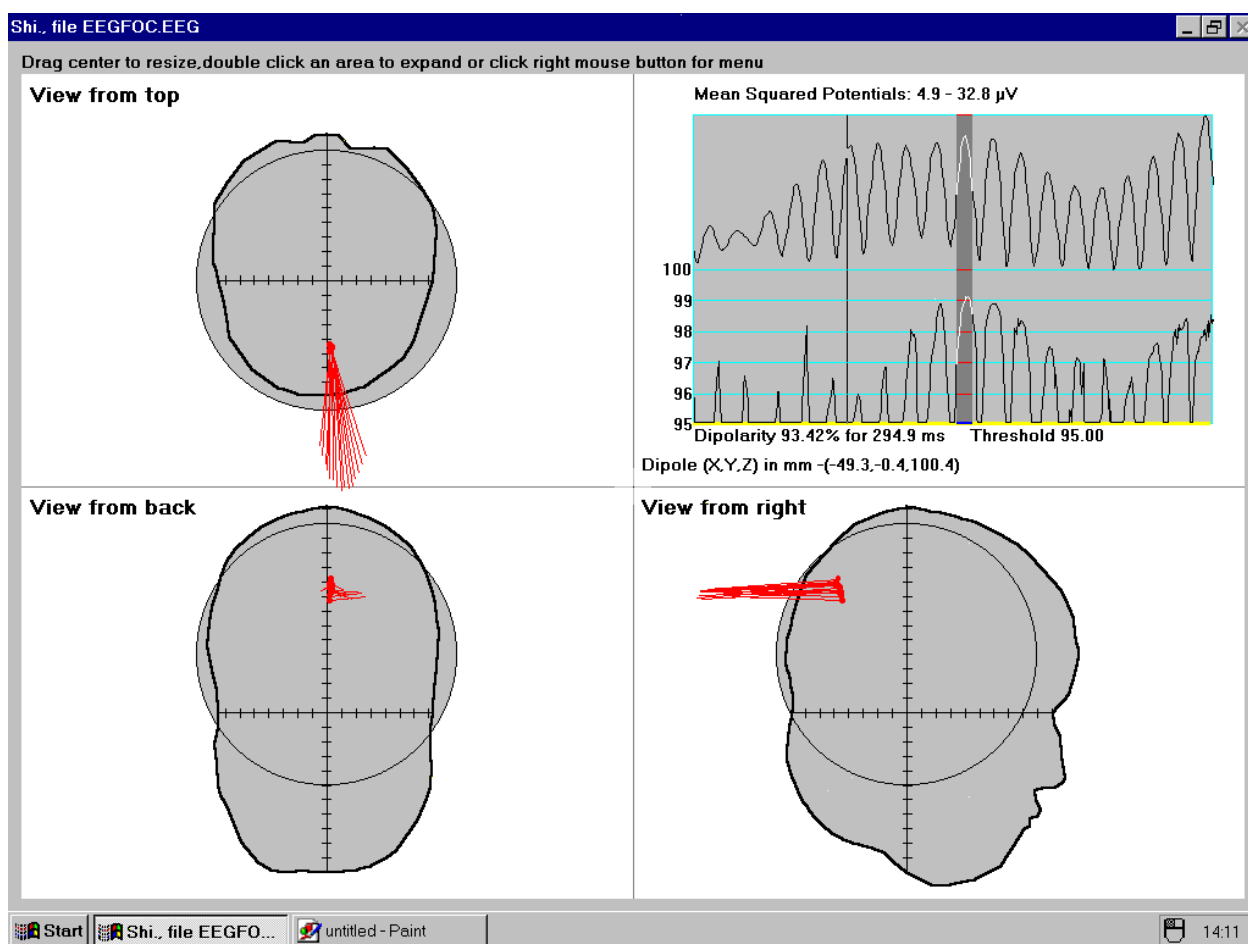 Shi., file EEGFOC.EEG
Drag center to resize,double click an area to expand or click right mouse button for menu
View from top
Mean Squared Potentials: 4.9 - 32.8 µV
100
99
98
97
96
95
Dipolarity 93.42% for 294.9 ms Threshold 95.00
Dipole (X,Y,Z) in mm -(-49.3,-0.4,100.4)
View from back
View from right
Start
Shi., file EEGFO...
untitled - Paint
14:11